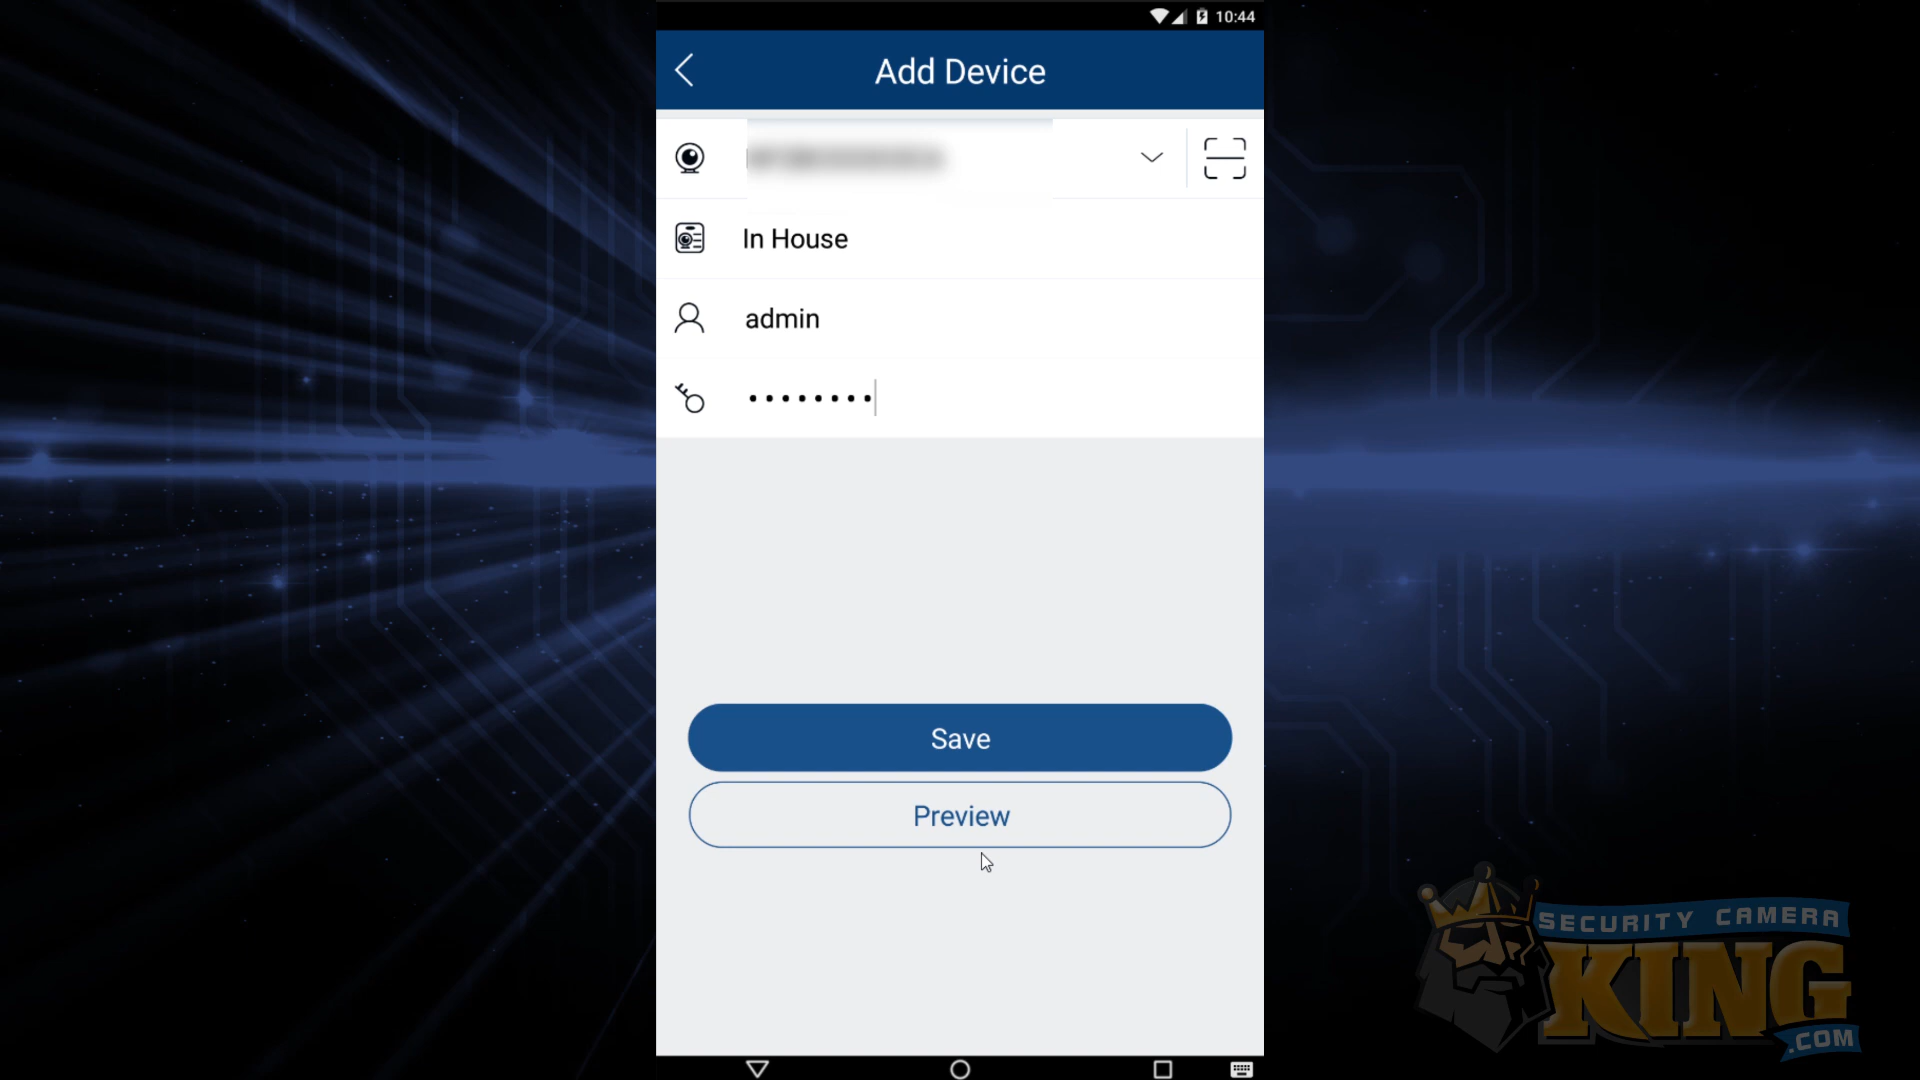 10:44
Add Device
In House
admin
Save
Preview
SECURITY CAMERA
KING
.COM